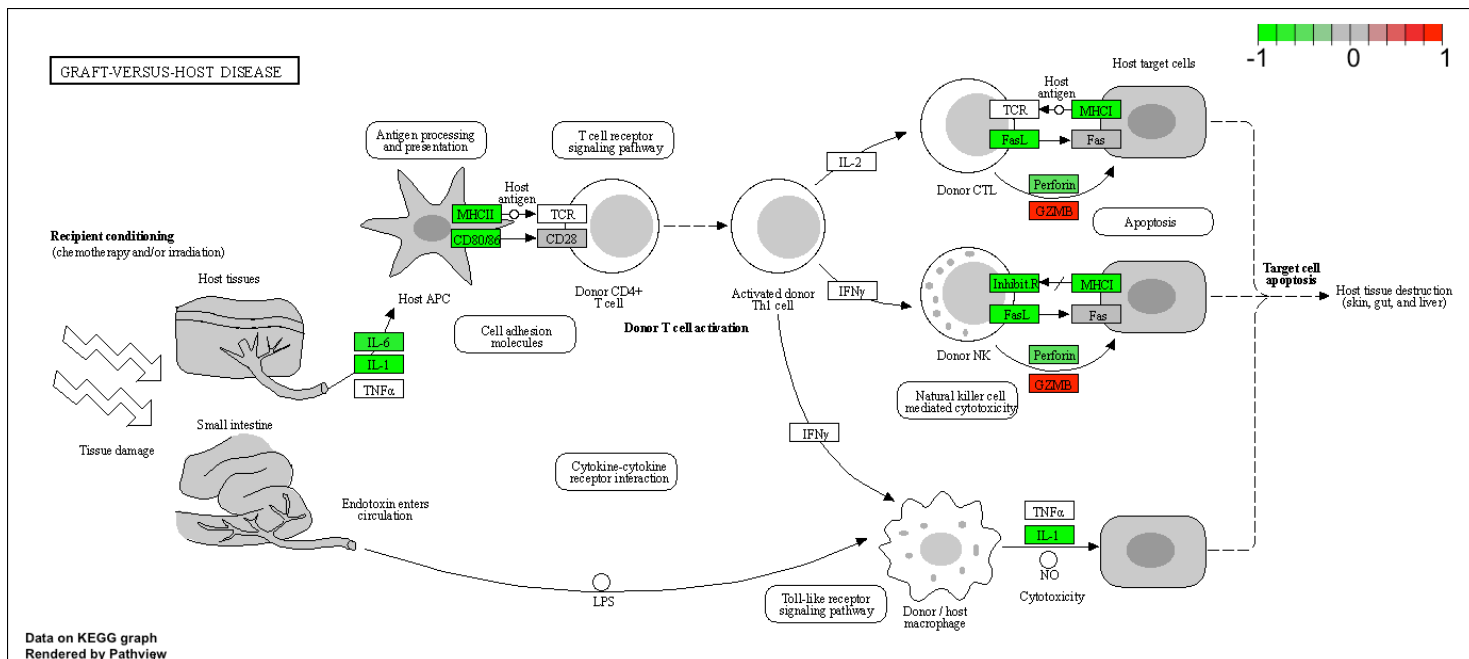 GRAFT-VERSUS-HOST DISEASE
-1 0 1
Host target cells
Host
antigen
TCR
MHCI
FasL
Fas
IL-2
Donor CTL
Perforin
GZMB
Apoptosis
Antigen processing
and presentation
T cell receptor
signaling pathway
Host
antigen
MHCII
TCR
CD80/86
CD28
Host APC
Donor CD4+
T cell
Activated donor
Th1 cell
Cell adhesion
molecules
Donor T cell activation
Recipient conditioning
(chemotherapy and/or irradiation)
Host tissues
IL-6
IL-1
TNFα
Tissue damage
IFNγ
Inhibit R
MHCI
FasL
Fas
Donor NK
Perforin
GZMB
Natural killer cell
mediated cytotoxicity
Target cell
apoptosis
Host tissue destruction
(skin, gut, and liver)
Small intestine
Endotoxin enters
circulation
Cytokine-cytokine
receptor interaction
IFNγ
LPS
Toll-like receptor
signaling pathway
Donor / host
macrophage
TNFα
IL-1
NO
Cytotoxicity
Data on KEGG graph
Rendered by Pathview